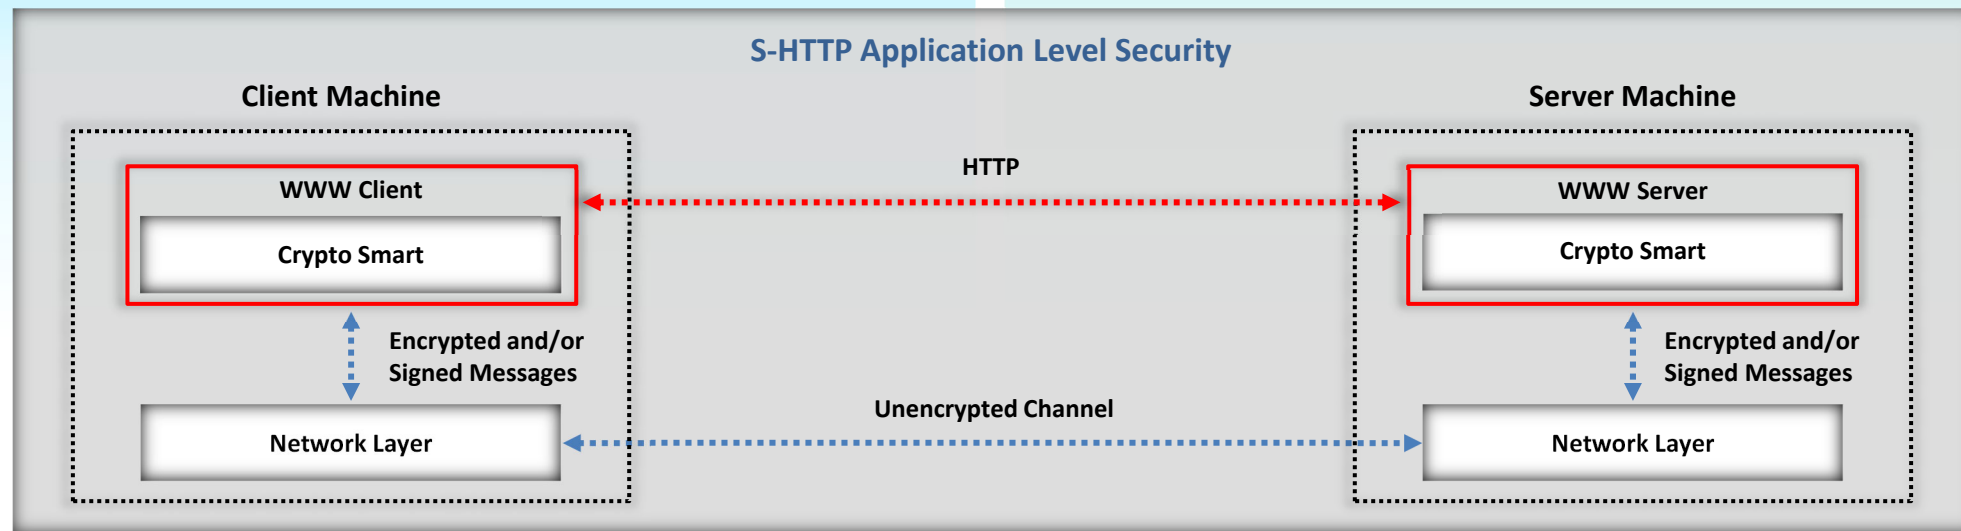 S-HTTP Application Level Security
Client Machine
Server Machine
HTTP
WWW Client
WWW Server
Crypto Smart
Crypto Smart
Encrypted and/or
Signed Messages
Encrypted and/or
Signed Messages
Unencrypted Channel
Network Layer
Network Layer